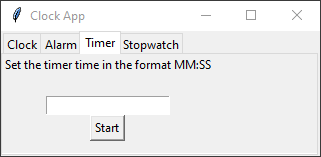 Clock App
Clock Alarm Timer Stopwatch
Set the timer time in the format MM:SS
Start